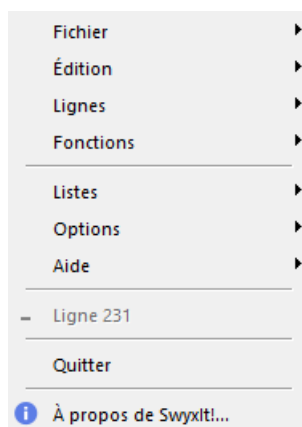 Fichier
Édition
Lignes
Fonctions
Listes
Options
Aide
Ligne 231
Quitter
À propos de SwyxIt!...